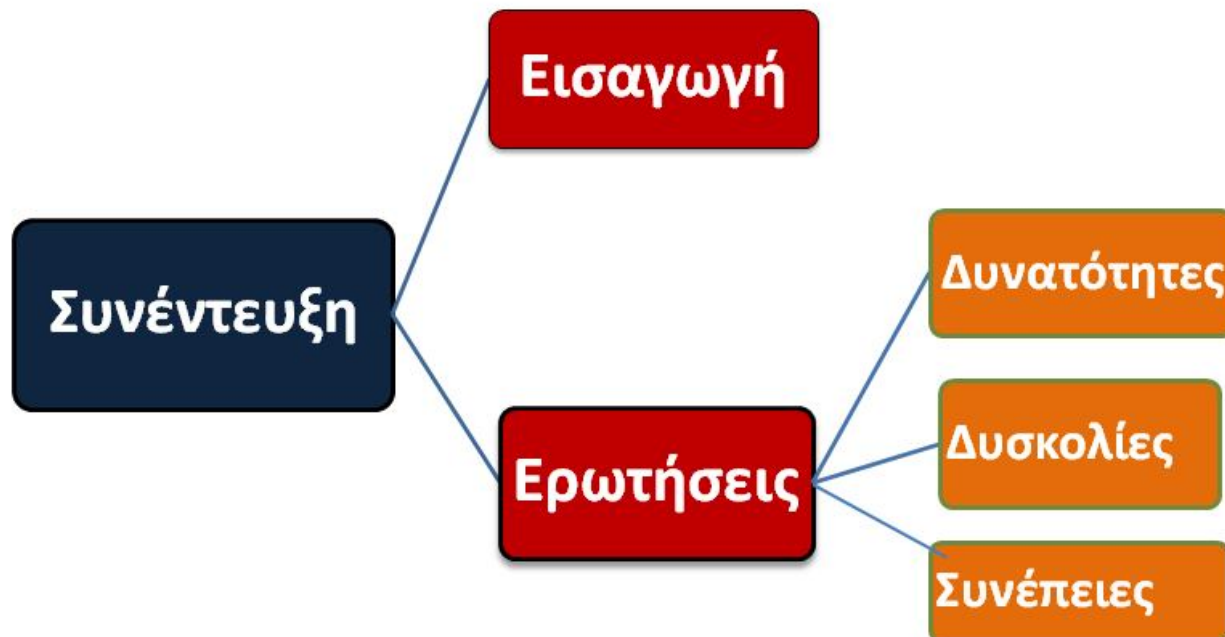 Εισαγωγή
Συνέντευξη
Ερωτήσεις
Δυνατότητες
Δυσκολίες
Συνέπειες